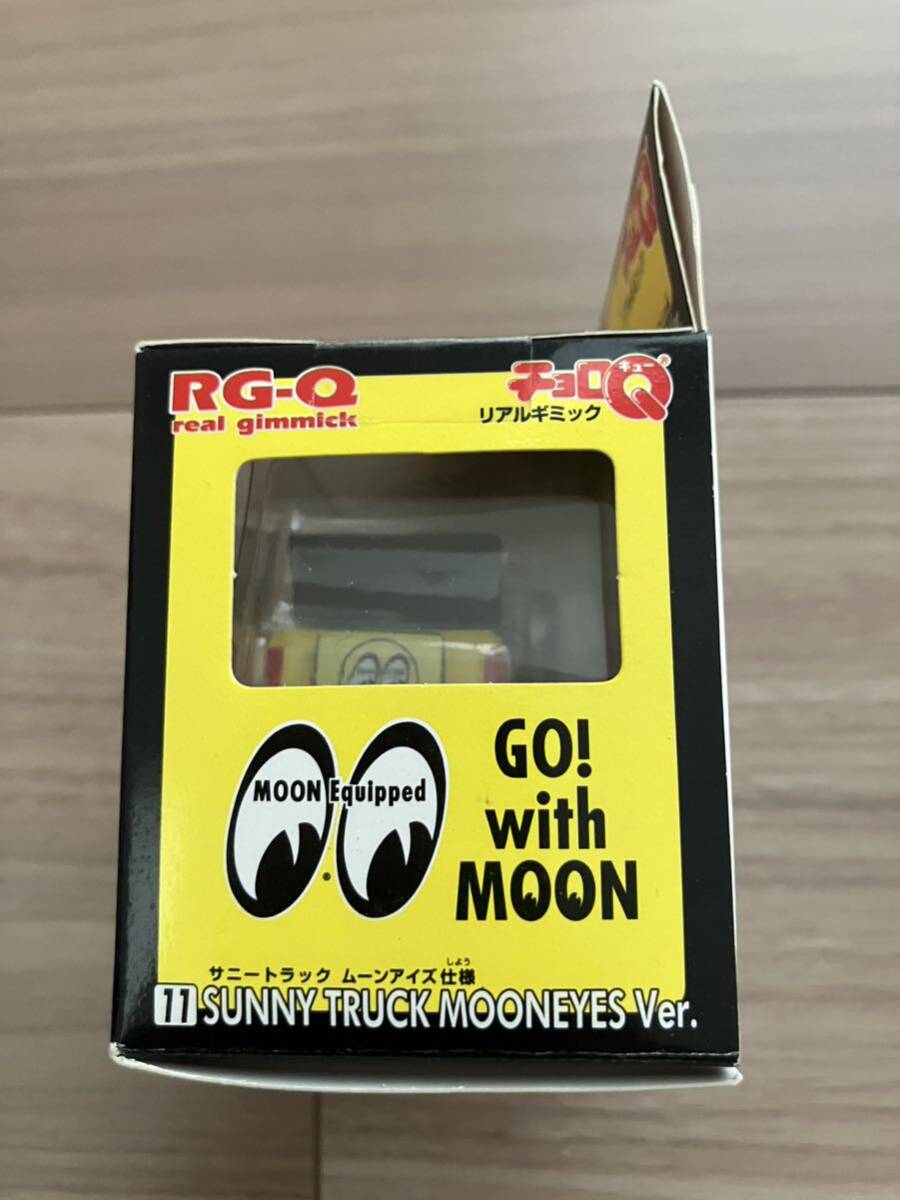 RG-Q
real gimmick
チョロQ®
キュー
リアルギミック
MOON Equipped
®
GO!
with
MOON
しよう
サニートラック ムーンアイズ仕様
11 SUNNY TRUCK MOONEYES Ver.